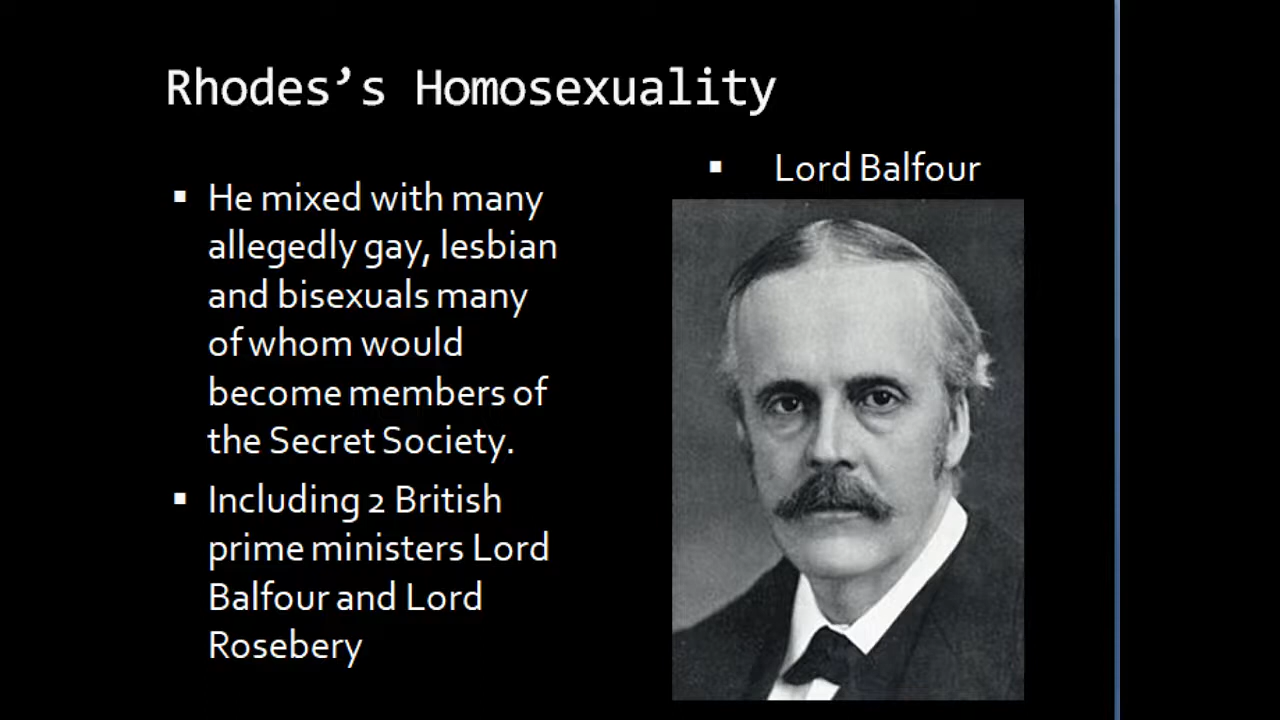 Rhodes’s Homosexuality
▪ He mixed with many
allegedly gay, lesbian
and bisexuals many
of whom would
become members of
the Secret Society.
▪ Including 2 British
prime ministers Lord
Balfour and Lord
Rosebery
▪ Lord Balfour